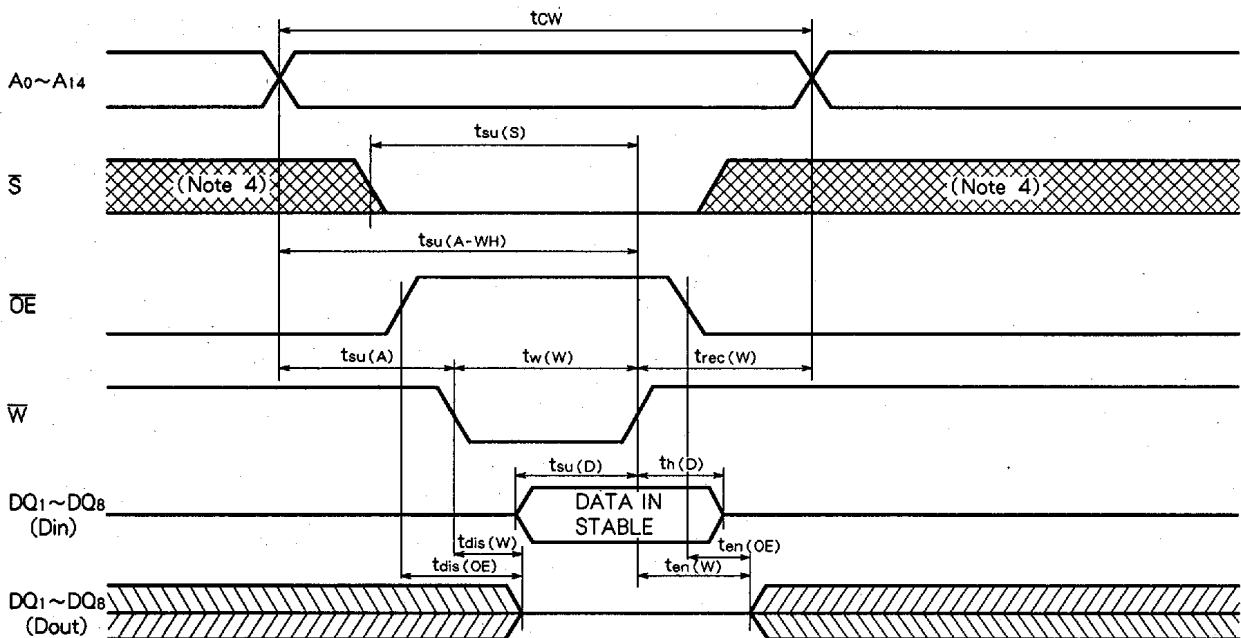 tCW
A0~A14
tsu(S)
S̅
(Note 4)
(Note 4)
tsu(A-WH)
O̅E̅
tsu(A)
tw(W)
trec(W)
W̅
tsu(D)
th(D)
DQ1~DQ8
(Din)
DATA IN
STABLE
tdis(W)
ten(OE)
tdis(OE)
ten(W)
DQ1~DQ8
(Dout)